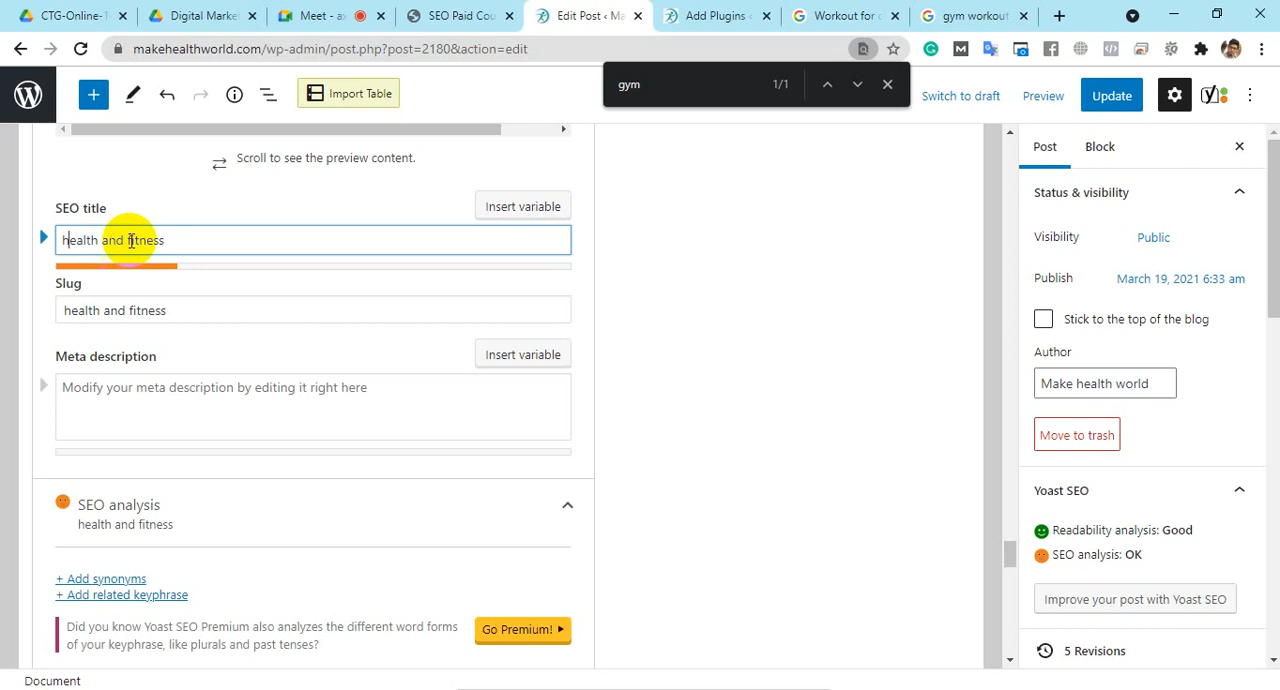 CTG-Online-
Digital Marke
Meet - a
SEO Paid Cou
Edit Post ‹ Ma
Add Plugins ‹
Workout for c
gym workout
makehealthworld.com/wp-admin/post.php?post=2180&action=edit
gym
1/1
Import Table
Switch to draft
Preview
Update
Scroll to see the preview content.
Post
Block
Status & visibility
SEO title
Insert variable
health and fitness
Visibility
Public
Slug
Publish
March 19, 2021 6:33 am
health and fitness
Stick to the top of the blog
Meta description
Insert variable
Author
Modify your meta description by editing it right here
Make health world
Move to trash
SEO analysis
health and fitness
Yoast SEO
Readability analysis: Good
SEO analysis: OK
+ Add synonyms
+ Add related keyphrase
Improve your post with Yoast SEO
Did you know Yoast SEO Premium also analyzes the different word forms
of your keyphrase, like plurals and past tenses?
Go Premium!
5 Revisions
Document